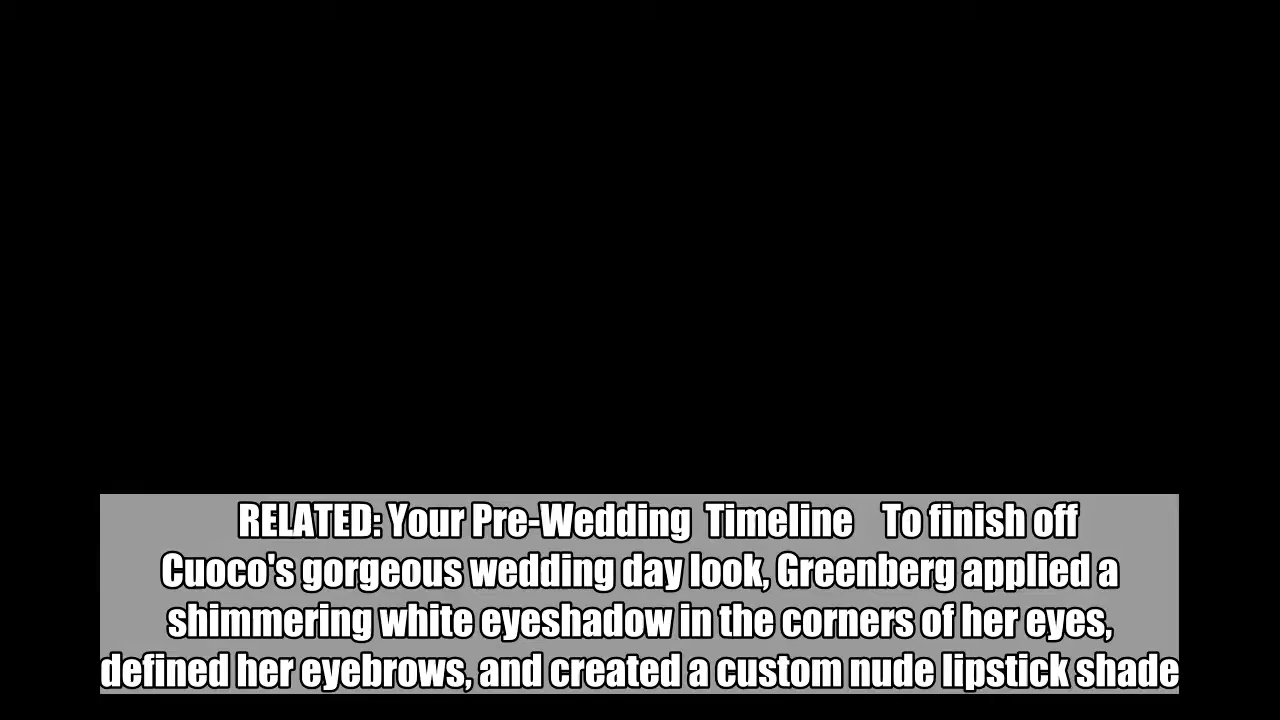 RELATED: Your Pre-Wedding Timeline To finish off
Cuoco's gorgeous wedding day look, Greenberg applied a
shimmering white eyeshadow in the corners of her eyes,
defined her eyebrows, and created a custom nude lipstick shade